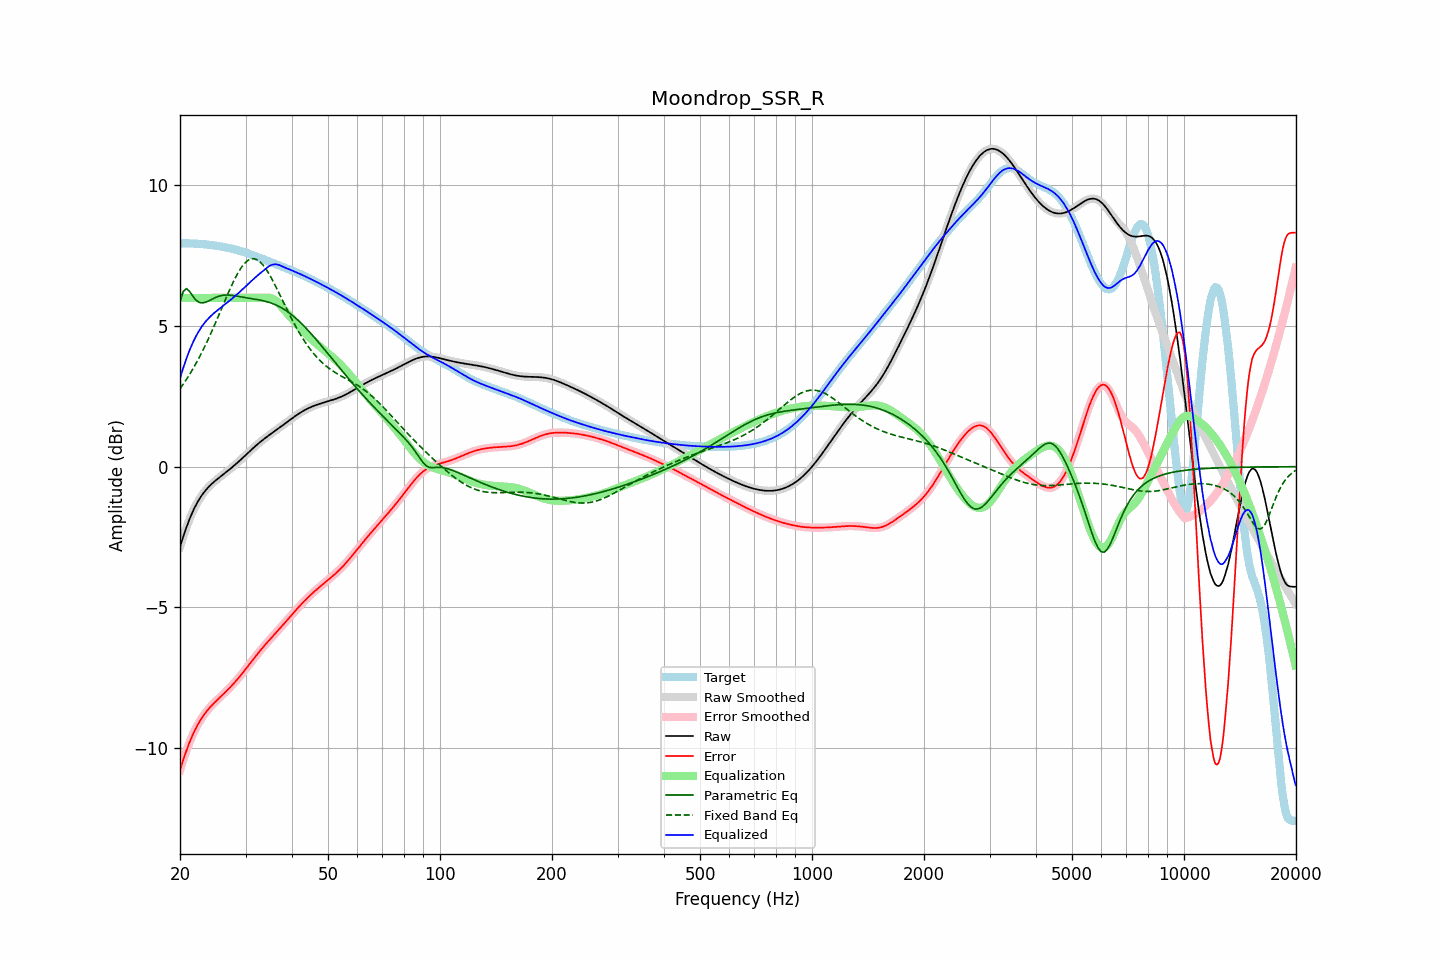 Moondrop_SSR_R
Amplitude (dBr)
10
5
0
−5
−10
Target
Raw Smoothed
Error Smoothed
Raw
Error
Equalization
Parametric Eq
Fixed Band Eq
Equalized
20 50 100 200 500 1000 2000 5000 10000 20000
Frequency (Hz)